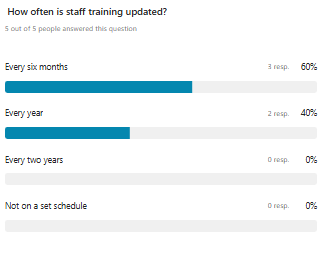 How often is staff training updated?
5 out of 5 people answered this question
Every six months 3 resp. 60%
Every year 2 resp. 40%
Every two years 0 resp. 0%
Not on a set schedule 0 resp. 0%